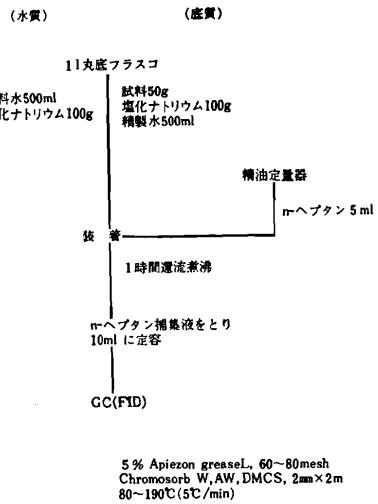 (水質) (底質)
1l丸底フラスコ
料水500ml
化ナトリウム100g
試料50g
塩化ナトリウム100g
精製水500ml
精油定量器
n-ヘプタン 5ml
装着
1時間還流煮沸
n-ヘプタン捕集液をとり
10mlに定容
GC(FID)
5% Apiezon greaseL, 60~80mesh
Chromosorb W,AW,DMCS, 2mm×2m
80~190℃(5℃/min)